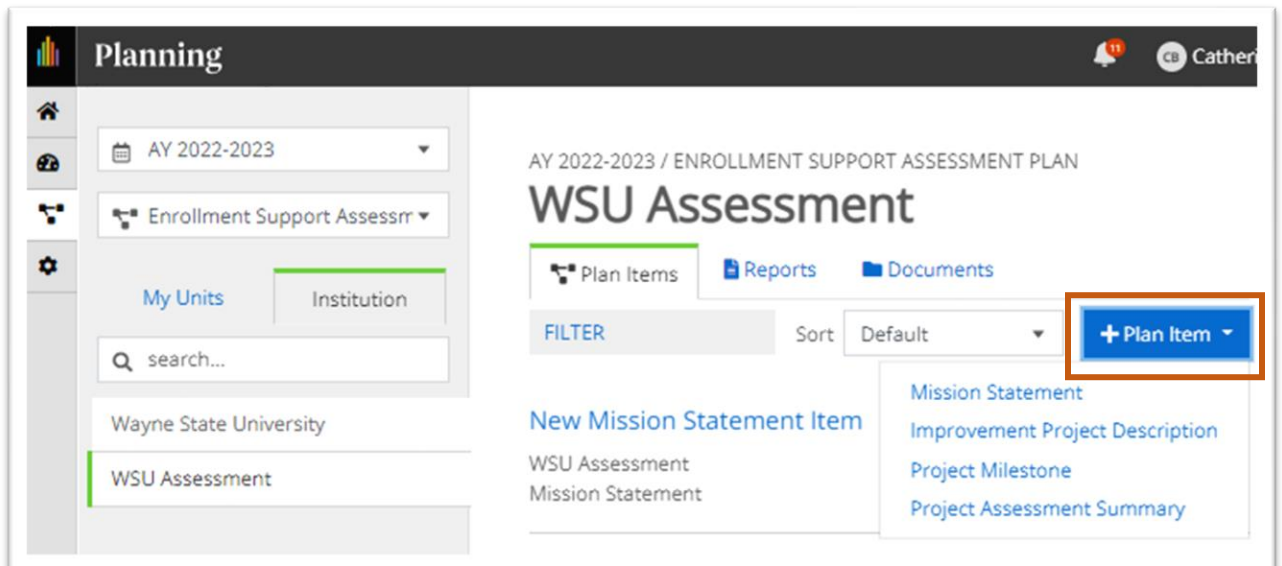 Planning
11
CB Catheri
AY 2022-2023
Enrollment Support Assessm
My Units
Institution
search...
Wayne State University
WSU Assessment
AY 2022-2023 / ENROLLMENT SUPPORT ASSESSMENT PLAN
WSU Assessment
Plan Items
Reports
Documents
FILTER
Sort
Default
+ Plan Item
Mission Statement
Improvement Project Description
Project Milestone
Project Assessment Summary
New Mission Statement Item
WSU Assessment
Mission Statement